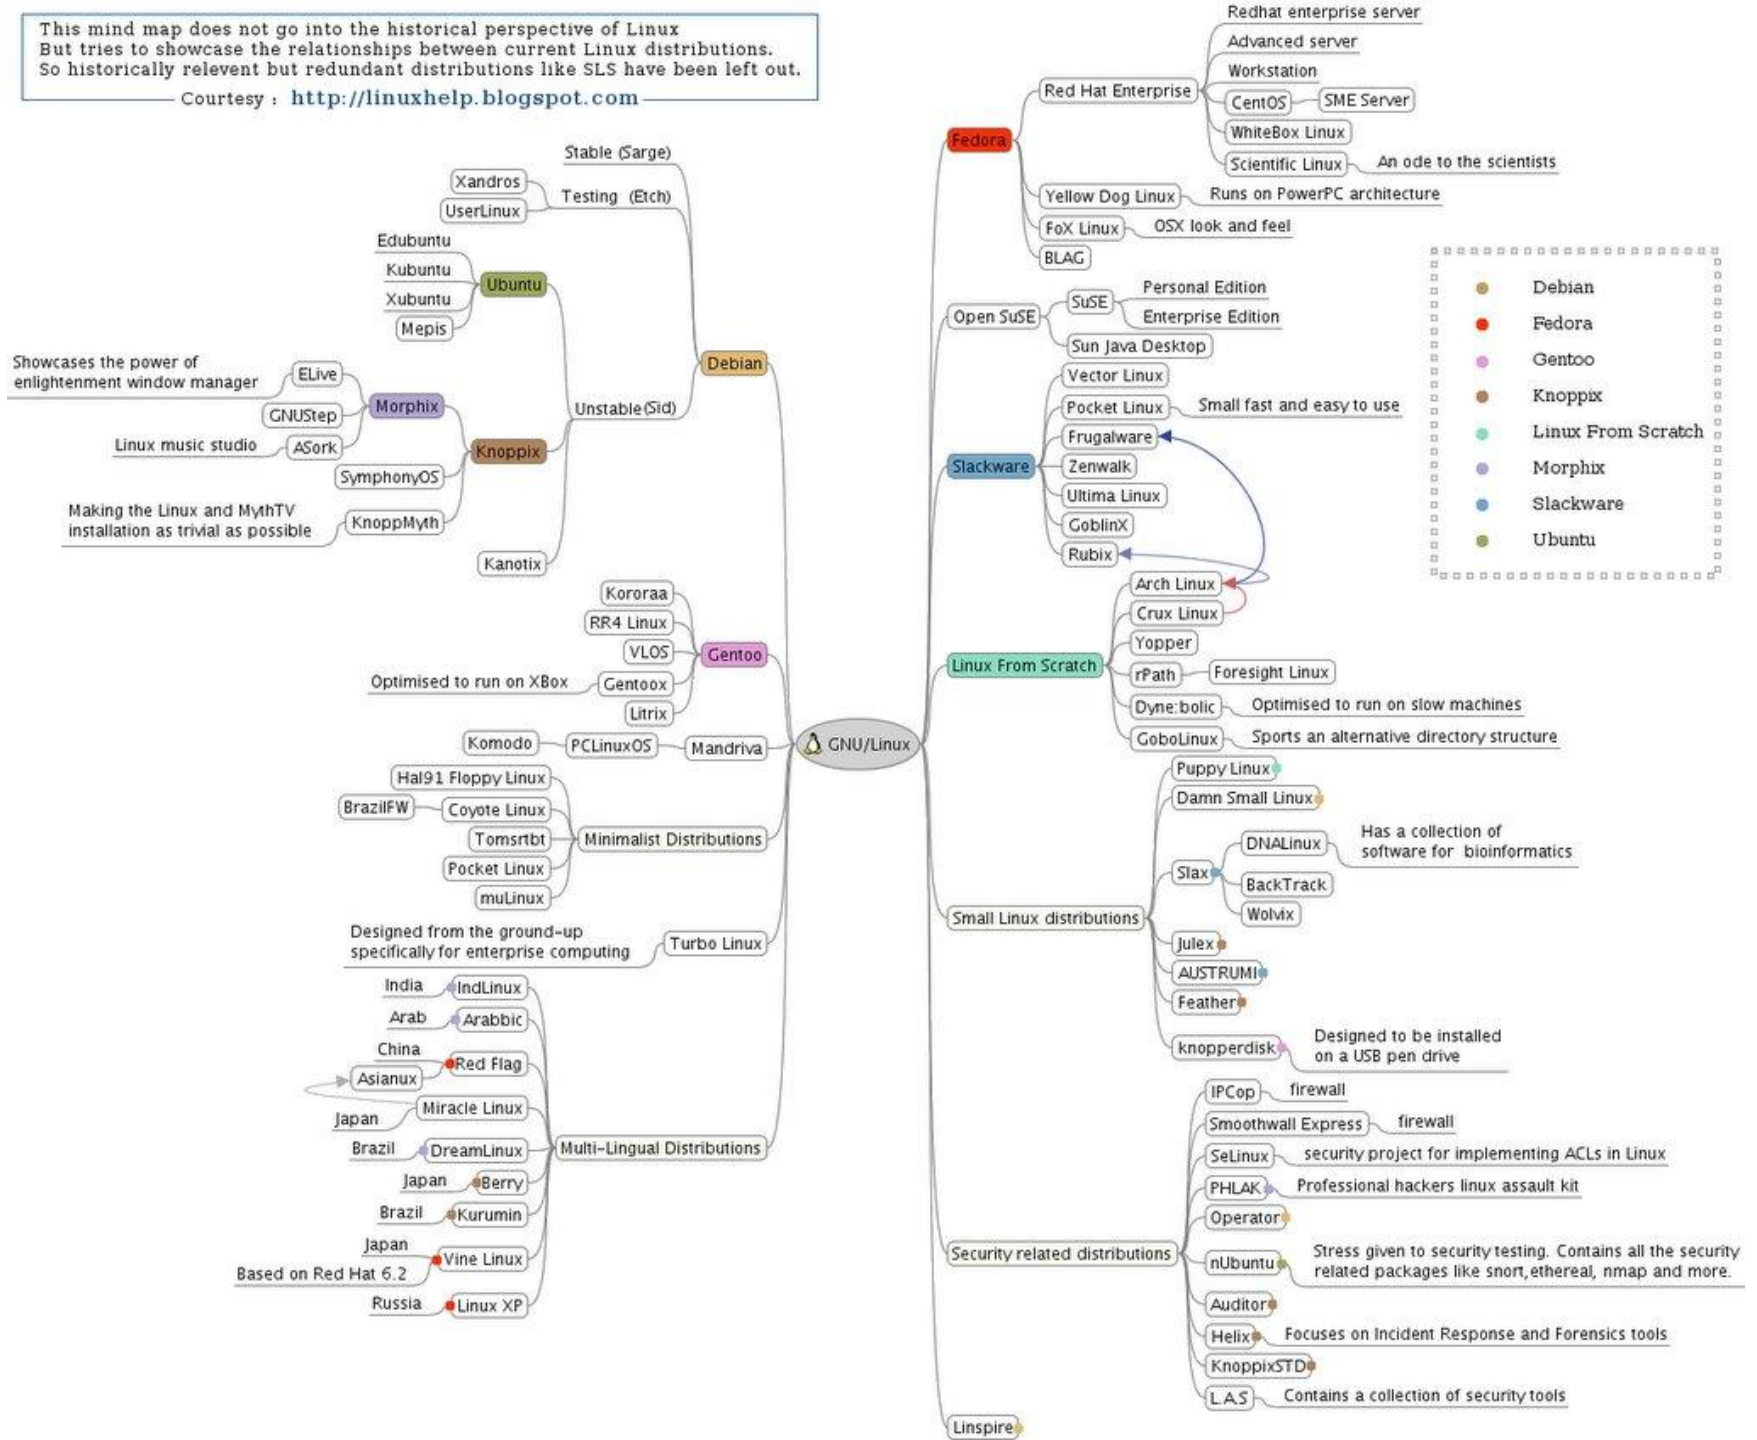 This mind map does not go into the historical perspective of Linux
But tries to showcase the relationships between current Linux distributions.
So historically relevent but redundant distributions like SLS have been left out.
Courtesy : http://linuxhelp.blogspot.com
Stable (Sarge)
Xandros
UserLinux
Testing (Etch)
Edubuntu
Kubuntu
Xubuntu
Mepis
Ubuntu
Debian
Showcases the power of
enlightenment window manager
ELive
GNUStep
Linux music studio
ASork
Morphix
Unstable(Sid)
Knoppix
SymphonyOS
Making the Linux and MythTV
installation as trivial as possible
KnoppMyth
Kanotix
Kororaa
RR4 Linux
VLOS
Optimised to run on XBox
Gentoox
Litrix
Gentoo
Komodo
PCLinuxOS
Mandriva
GNU/Linux
Hal91 Floppy Linux
BrazilFW
Coyote Linux
Tomsrtbt
Pocket Linux
muLinux
Minimalist Distributions
Designed from the ground-up
specifically for enterprise computing
Turbo Linux
India
IndLinux
Arab
Arabbic
China
Asianux
Red Flag
Japan
Miracle Linux
Brazil
DreamLinux
Japan
Berry
Brazil
Kurumin
Japan
Based on Red Hat 6.2
Vine Linux
Russia
Linux XP
Multi-Lingual Distributions
Fedora
Red Hat Enterprise
Redhat enterprise server
Advanced server
Workstation
CentOS
SME Server
WhiteBox Linux
Scientific Linux
An ode to the scientists
Yellow Dog Linux
Runs on PowerPC architecture
FoX Linux
OSX look and feel
BLAG
Open SuSE
SuSE
Personal Edition
Enterprise Edition
Sun Java Desktop
Slackware
Vector Linux
Pocket Linux
Small fast and easy to use
Frugalware
Zenwalk
Ultima Linux
GoblinX
Rubix
Linux From Scratch
Arch Linux
Crux Linux
Yopper
rPath
Foresight Linux
Dyne:bolic
Optimised to run on slow machines
GoboLinux
Sports an alternative directory structure
Small Linux distributions
Puppy Linux
Damn Small Linux
Slax
DNALinux
Has a collection of
software for bioinformatics
BackTrack
Wolvix
Julex
AUSTRUMI
Feather
knopperdisk
Designed to be installed
on a USB pen drive
Security related distributions
IPCop
firewall
Smoothwall Express
firewall
SeLinux
security project for implementing ACLs in Linux
PHLAK
Professional hackers linux assault kit
Operator
nUbuntu
Stress given to security testing. Contains all the security
related packages like snort,ethereal, nmap and more.
Auditor
Helix
Focuses on Incident Response and Forensics tools
KnoppixSTD
L.A.S
Contains a collection of security tools
Linspire
Debian
Fedora
Gentoo
Knoppix
Linux From Scratch
Morphix
Slackware
Ubuntu